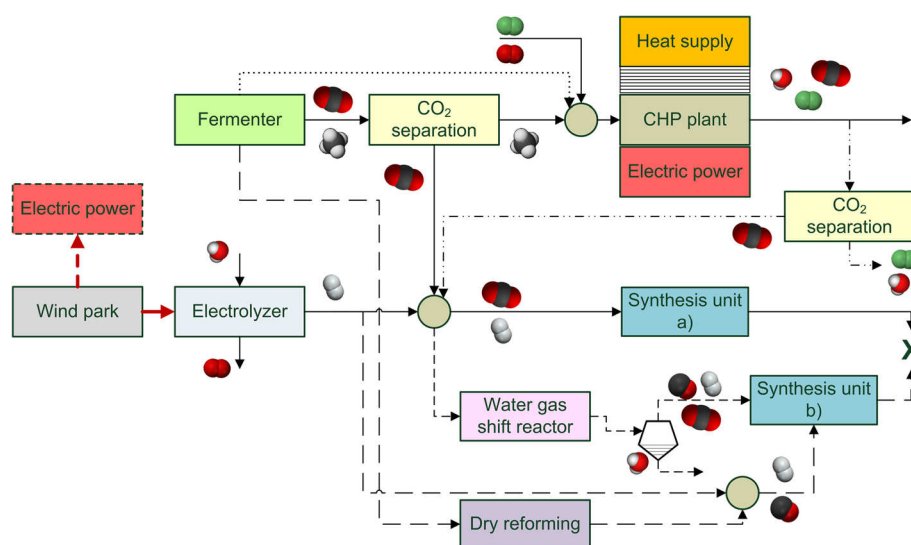 Heat supply
Fermenter
CO₂
separation
CHP plant
Electric power
Electric power
CO₂
separation
Wind park
Electrolyzer
Synthesis unit
a)
Water gas
shift reactor
Synthesis unit
b)
Dry reforming
X